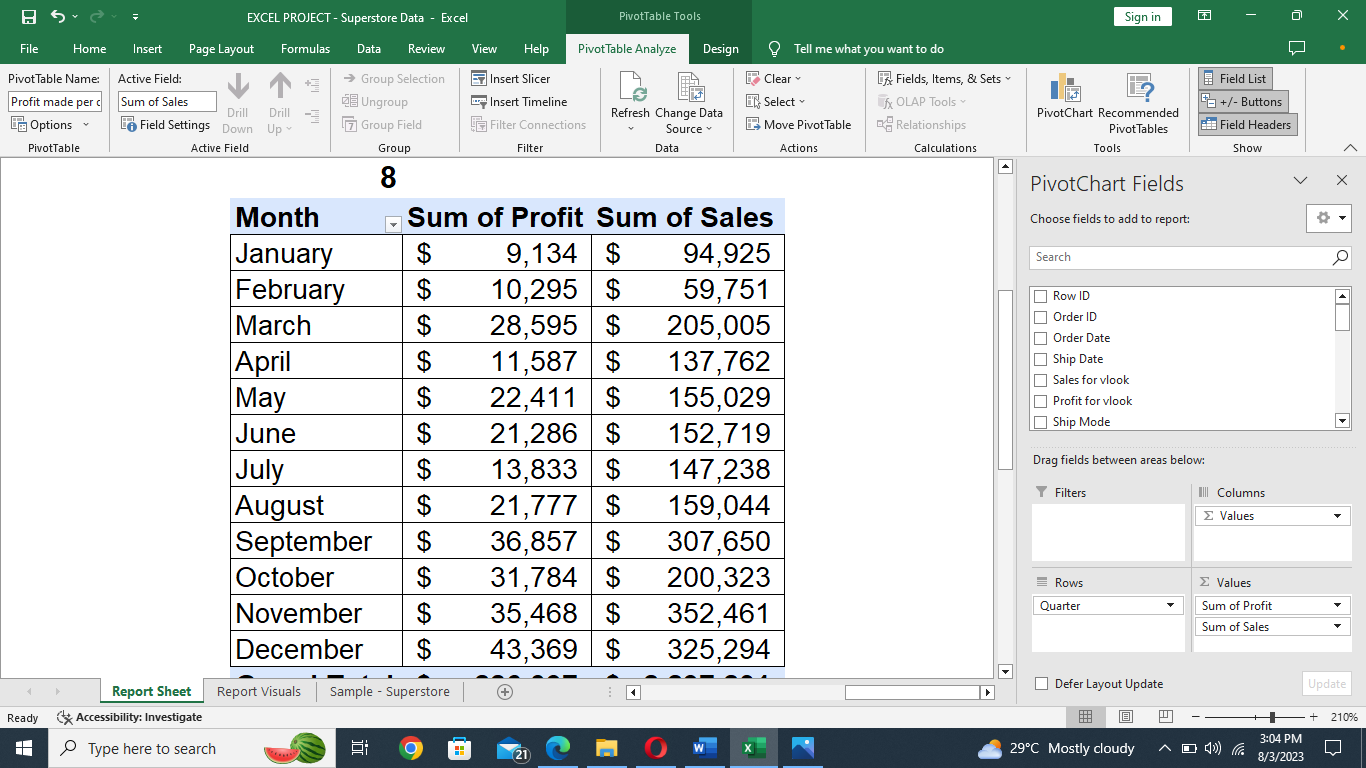 EXCEL PROJECT - Superstore Data - Excel
PivotTable Tools
Sign in
File Home Insert Page Layout Formulas Data Review View Help PivotTable Analyze Design Tell me what you want to do
PivotTable Name:
Profit made per
Options
PivotTable
Active Field:
Sum of Sales
Field Settings
Drill Down
Drill Up
Active Field
Group Selection
Ungroup
Group Field
Group
Insert Slicer
Insert Timeline
Filter Connections
Filter
Refresh
Change Data Source
Data
Clear
Select
Move PivotTable
Actions
Fields, Items, & Sets
OLAP Tools
Relationships
Calculations
PivotChart
Recommended PivotTables
Tools
Field List
+/- Buttons
Field Headers
Show
8
Month Sum of Profit Sum of Sales
January $ 9,134 $ 94,925
February $ 10,295 $ 59,751
March $ 28,595 $ 205,005
April $ 11,587 $ 137,762
May $ 22,411 $ 155,029
June $ 21,286 $ 152,719
July $ 13,833 $ 147,238
August $ 21,777 $ 159,044
September $ 36,857 $ 307,650
October $ 31,784 $ 200,323
November $ 35,468 $ 352,461
December $ 43,369 $ 325,294
PivotChart Fields
Choose fields to add to report:
Search
Row ID
Order ID
Order Date
Ship Date
Sales for vlook
Profit for vlook
Ship Mode
Drag fields between areas below:
Filters
Columns
Σ Values
Rows
Quarter
Σ Values
Sum of Profit
Sum of Sales
Defer Layout Update
Update
Report Sheet Report Visuals Sample - Superstore
Ready Accessibility: Investigate
210%
Type here to search
21
29°C Mostly cloudy
3:04 PM
8/3/2023